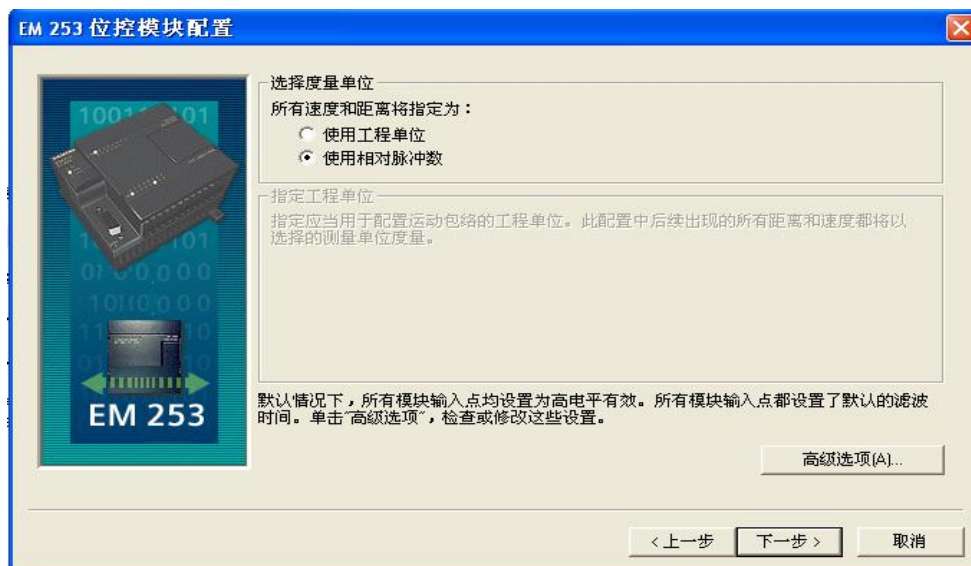 EM 253 位控模块配置
选择度量单位
所有速度和距离将指定为：
使用工程单位
使用相对脉冲数
指定工程单位
指定应当用于配置运动包络的工程单位。此配置中后续出现的所有距离和速度都将以
选择的测量单位度量。
EM 253
默认情况下，所有模块输入点均设置为高电平有效。所有模块输入点都设置了默认的滤波
时间。单击"高级选项"，检查或修改这些设置。
高级选项(A)...
<上一步
下一步>
取消